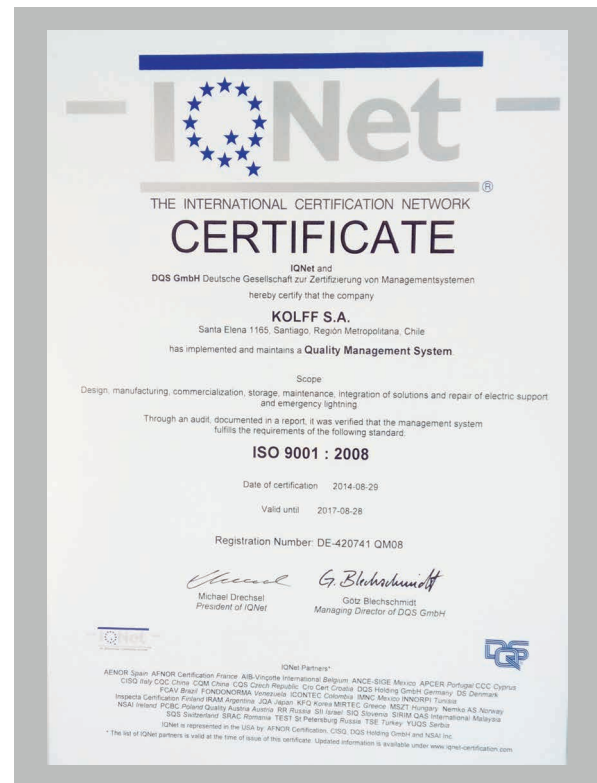 IQNet
®
THE INTERNATIONAL CERTIFICATION NETWORK
CERTIFICATE
IQNet and
DQS GmbH Deutsche Gesellschaft zur Zertifizierung von Managementsystemen
hereby certify that the company
KOLFF S.A.
Santa Elena 1165, Santiago, Región Metropolitana, Chile
has implemented and maintains a Quality Management System.
Scope
Design, manufacturing, commercialization, storage, maintenance, integration of solutions and repair of electric support
and emergency lightning.
Through an audit, documented in a report, it was verified that the management system
fulfills the requirements of the following standard:
ISO 9001 : 2008
Date of certification 2014-08-29
Valid until 2017-08-28
Registration Number: DE-420741 QM08
G. Blechschmidt
Michael Drechsel
Götz Blechschmidt
President of IQNet
Managing Director of DQS GmbH
IQNet
DQS
IQNet Partners*:
AENOR Spain AFNOR Certification France AIB-Vinçotte International Belgium ANCE-SIGE Mexico APCER Portugal CCC Cyprus
CISQ Italy CQC China CQM China CQS Czech Republic Cro Cert Croatia DQS Holding GmbH Germany DS Denmark
FCAV Brazil FONDONORMA Venezuela ICONTEC Colombia IMNC Mexico INNORPI Tunisia
Inspecta Certification Finland IRAM Argentina JQA Japan KFQ Korea MIRTEC Greece MSZT Hungary Nemko AS Norway
NSAI Ireland PCBC Poland Quality Austria Austria RR Russia SII Israel SIQ Slovenia SIRIM QAS International Malaysia
SQS Switzerland SRAC Romania TEST St Petersburg Russia TSE Turkey YUQS Serbia
IQNet is represented in the USA by: AFNOR Certification, CISQ, DQS Holding GmbH and NSAI Inc.
* The list of IQNet partners is valid at the time of issue of this certificate. Updated information is available under www.iqnet-certification.com